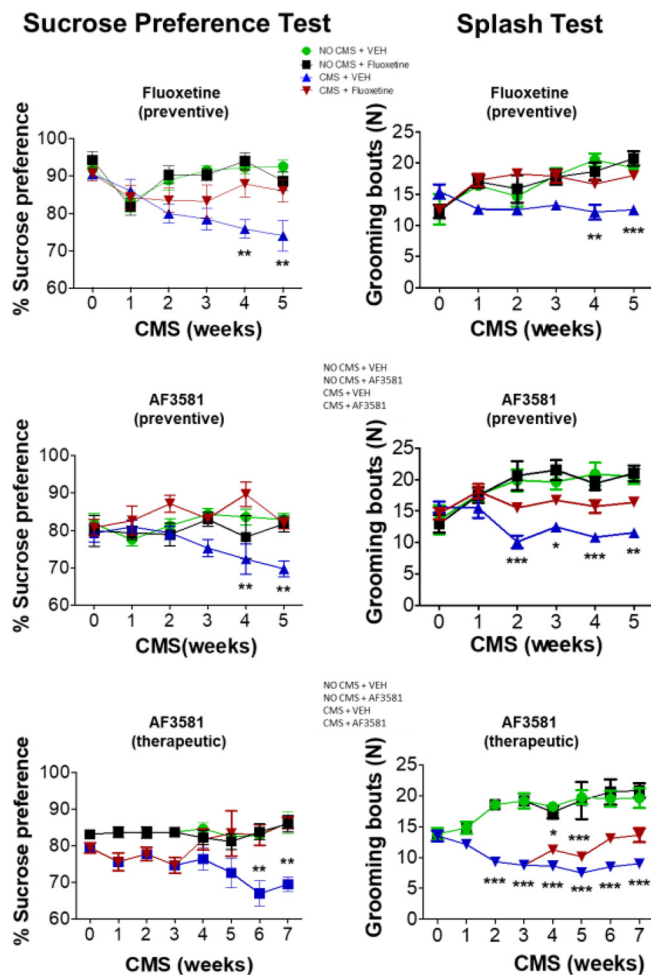 Sucrose Preference Test
Splash Test
NO CMS + VEH
NO CMS + Fluoxetine
CMS + VEH
CMS + Fluoxetine
Fluoxetine
(preventive)
% Sucrose preference
100
90
80
70
60
0 1 2 3 4 5
** **
CMS (weeks)
Fluoxetine
(preventive)
Grooming bouts (N)
25
20
15
10
5
0
0 1 2 3 4 5
** ***
CMS (weeks)
NO CMS + VEH
NO CMS + AF3581
CMS + VEH
CMS + AF3581
AF3581
(preventive)
% Sucrose preference
100
90
80
70
60
0 1 2 3 4 5
** **
CMS(weeks)
AF3581
(preventive)
Grooming bouts (N)
25
20
15
10
5
0
0 1 2 3 4 5
*** * *** **
CMS (weeks)
NO CMS + VEH
NO CMS + AF3581
CMS + VEH
CMS + AF3581
AF3581
(therapeutic)
% Sucrose preference
100
90
80
70
60
0 1 2 3 4 5 6 7
** **
CMS (weeks)
AF3581
(therapeutic)
Grooming bouts (N)
25
20
15
10
5
0
0 1 2 3 4 5 6 7
* ***
*** *** *** *** *** ***
CMS (weeks)